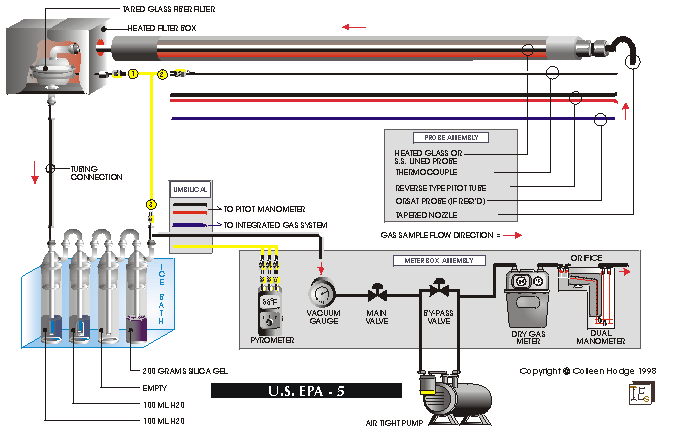 TARED GLASS FIBER FILTER
HEATED FILTER BOX
1
2
PROBE ASSEMBLY
HEATED GLASS OR
S.S. LINED PROBE
THERMOCOUPLE
REVERSE TYPE PITOT TUBE
ORSAT PROBE (IF REQ'D)
TAPERED NOZZLE
TUBING
CONNECTION
3
UMBILICAL
TO PITOT MANOMETER
TO INTEGRATED GAS SYSTEM
GAS SAMPLE FLOW DIRECTION =
ICE BATH
METER BOX ASSEMBLY
ORIFICE
PYROMETER
VACUUM
GAUGE
MAIN
VALVE
BY-PASS
VALVE
DRY GAS
METER
DUAL
MANOMETER
200 GRAMS SILICA GEL
EMPTY
100 ML H20
100 ML H20
U.S. EPA - 5
AIR TIGHT PUMP
Copyright © Colleen Hodge 1998
IEs